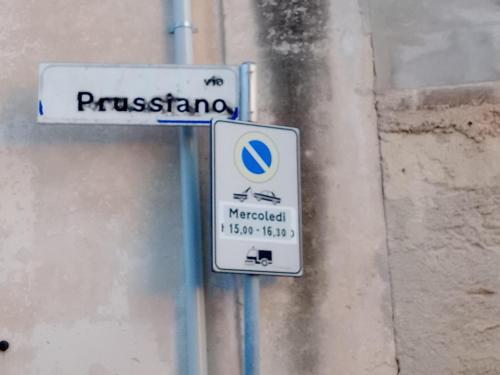 via
Prussiano
Mercoledì
h 15,00 - 16,30